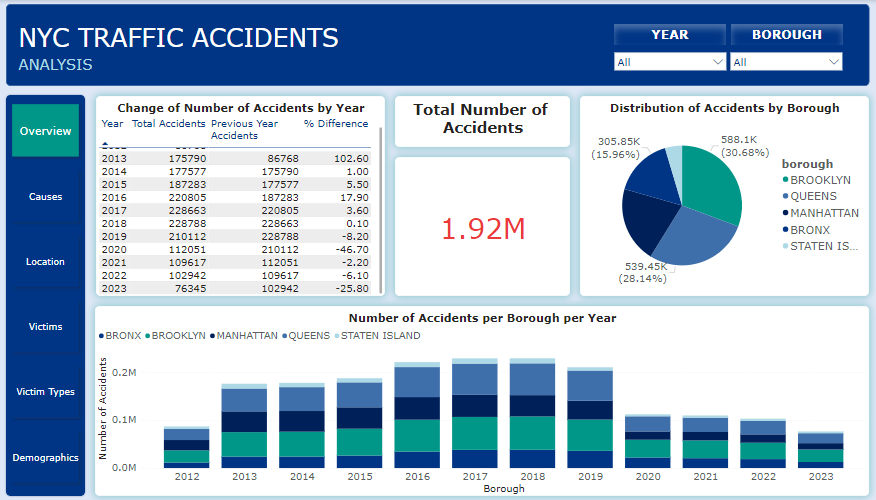 NYC TRAFFIC ACCIDENTS
ANALYSIS
YEAR
BOROUGH
All
All
Overview
Causes
Location
Victims
Victim Types
Demographics
Change of Number of Accidents by Year
Year Total Accidents Previous Year % Difference
Accidents
2013 175790 86768 102.60
2014 177577 175790 1.00
2015 187283 177577 5.50
2016 220805 187283 17.90
2017 228663 220805 3.60
2018 228788 228663 0.10
2019 210112 228788 -8.20
2020 112051 210112 -46.70
2021 109617 112051 -2.20
2022 102942 109617 -6.10
2023 76345 102942 -25.80
Total Number of
Accidents
1.92M
Distribution of Accidents by Borough
305.85K
(15.96%)
588.1K
(30.68%)
539.45K
(28.14%)
borough
BROOKLYN
QUEENS
MANHATTAN
BRONX
STATEN IS...
Number of Accidents per Borough per Year
BRONX BROOKLYN MANHATTAN QUEENS STATEN ISLAND
Number of Accidents
0.2M
0.1M
0.0M
2012 2013 2014 2015 2016 2017 2018 2019 2020 2021 2022 2023
Borough